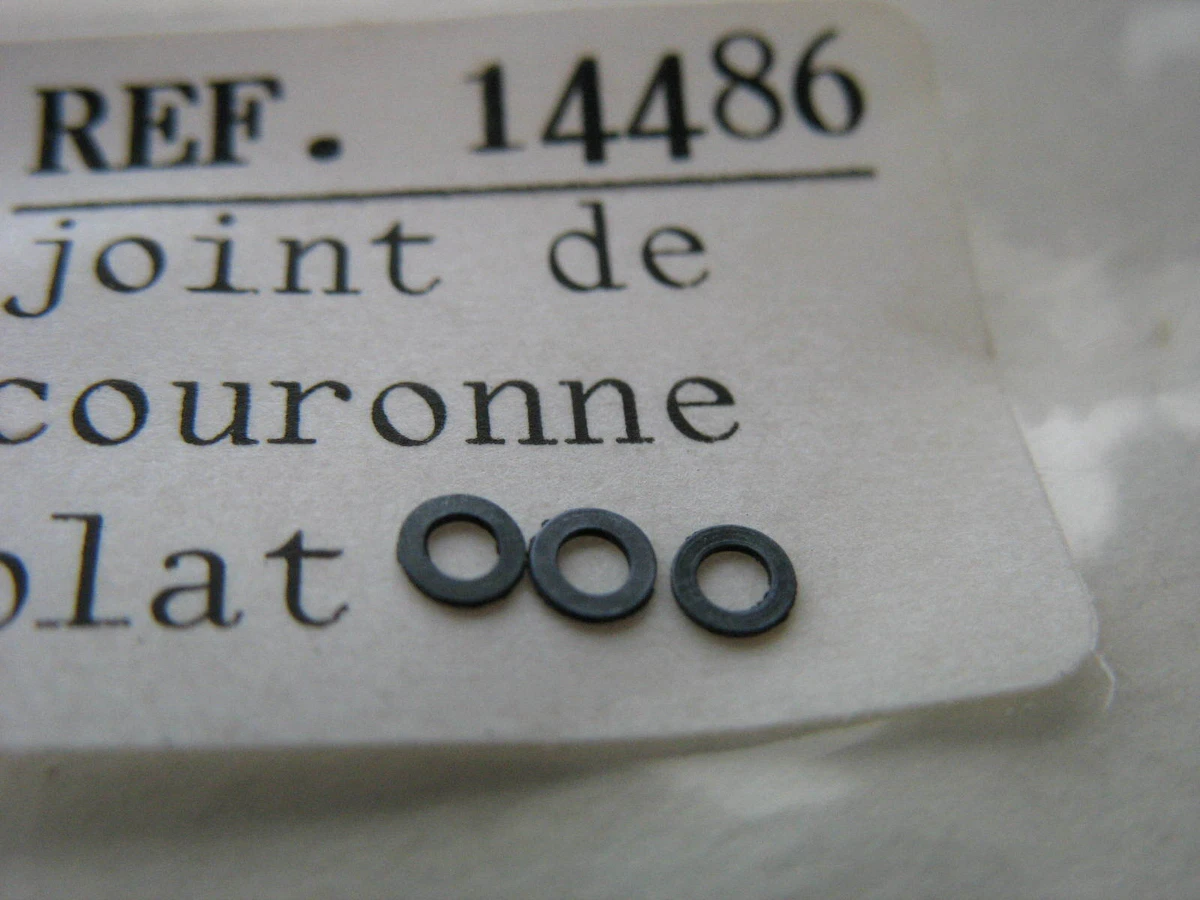 REF. 14486
joint de
couronne
plat